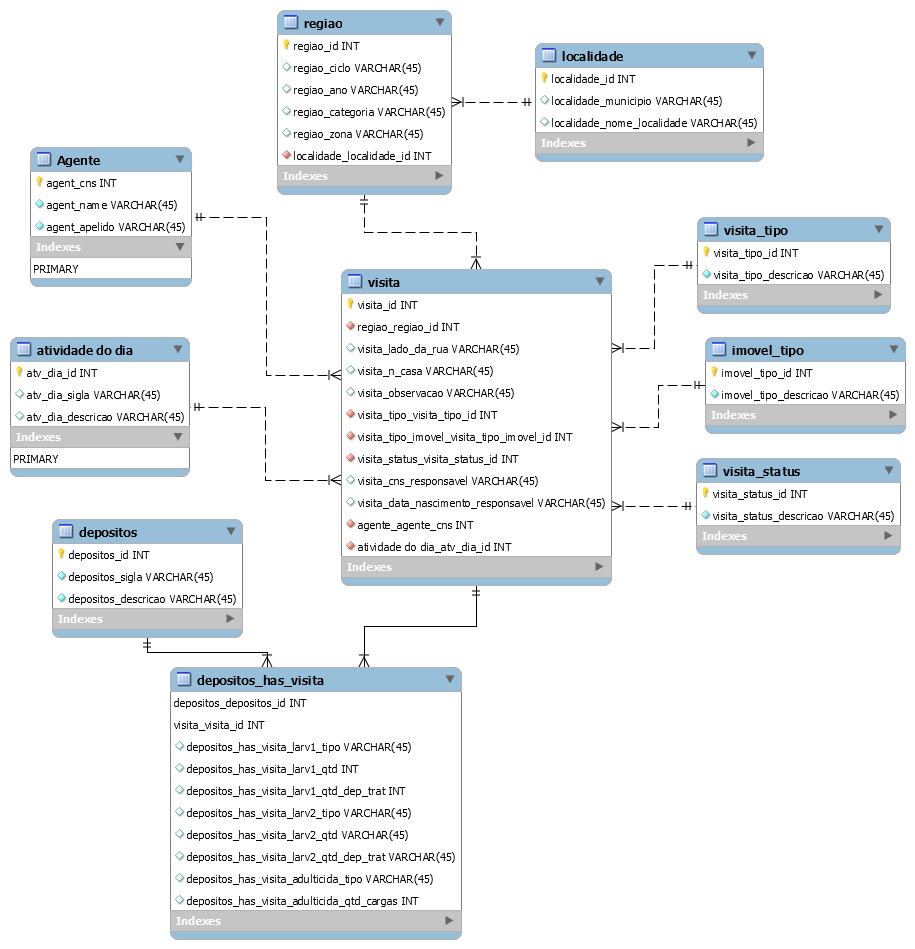 regiao
regiao_id INT
regiao_ciclo VARCHAR(45)
regiao_ano VARCHAR(45)
regiao_categoria VARCHAR(45)
regiao_zona VARCHAR(45)
localidade_localidade_id INT
Indexes
localidade
localidade_id INT
localidade_municipio VARCHAR(45)
localidade_nome_localidade VARCHAR(45)
Indexes
Agente
agent_cns INT
agent_name VARCHAR(45)
agent_apelido VARCHAR(45)
Indexes
PRIMARY
visita_tipo
visita_tipo_id INT
visita_tipo_descricao VARCHAR(45)
Indexes
visita
visita_id INT
regiao_regiao_id INT
visita_lado_da_rua VARCHAR(45)
visita_n_casa VARCHAR(45)
visita_observacao VARCHAR(45)
visita_tipo_visita_tipo_id INT
visita_tipo_imovel_visita_tipo_imovel_id INT
visita_status_visita_status_id INT
visita_cns_responsavel VARCHAR(45)
visita_data_nascimento_responsavel VARCHAR(45)
agente_agente_cns INT
atividade do dia_atv_dia_id INT
Indexes
atividade do dia
atv_dia_id INT
atv_dia_sigla VARCHAR(45)
atv_dia_descricao VARCHAR(45)
Indexes
PRIMARY
imovel_tipo
imovel_tipo_id INT
imovel_tipo_descricao VARCHAR(45)
Indexes
visita_status
visita_status_id INT
visita_status_descricao VARCHAR(45)
Indexes
depositos
depositos_id INT
depositos_sigla VARCHAR(45)
depositos_descricao VARCHAR(45)
Indexes
depositos_has_visita
depositos_depositos_id INT
visita_visita_id INT
depositos_has_visita_larv1_tipo VARCHAR(45)
depositos_has_visita_larv1_qtd INT
depositos_has_visita_larv1_qtd_dep_trat INT
depositos_has_visita_larv2_tipo VARCHAR(45)
depositos_has_visita_larv2_qtd VARCHAR(45)
depositos_has_visita_larv2_qtd_dep_trat VARCHAR(45)
depositos_has_visita_adulticida_tipo VARCHAR(45)
depositos_has_visita_adulticida_qtd_cargas INT
Indexes